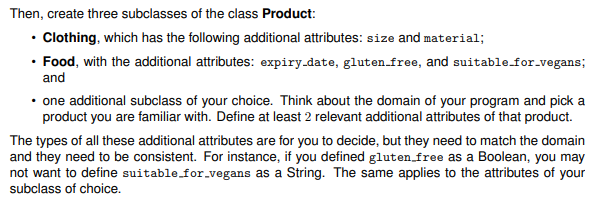 Then, create three subclasses of the class Product:
• Clothing, which has the following additional attributes: size and material;
• Food, with the additional attributes: expiry_date, gluten_free, and suitable_for_vegans;
and
• one additional subclass of your choice. Think about the domain of your program and pick a
product you are familiar with. Define at least 2 relevant additional attributes of that product.
The types of all these additional attributes are for you to decide, but they need to match the domain
and they need to be consistent. For instance, if you defined gluten_free as a Boolean, you may
not want to define suitable_for_vegans as a String. The same applies to the attributes of your
subclass of choice.